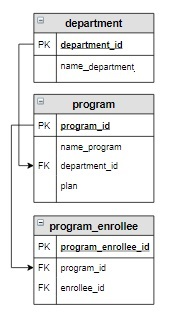 department
PK department_id
name_department
program
PK program_id
name_program
FK department_id
plan
program_enrollee
PK program_enrollee_id
FK program_id
FK enrollee_id